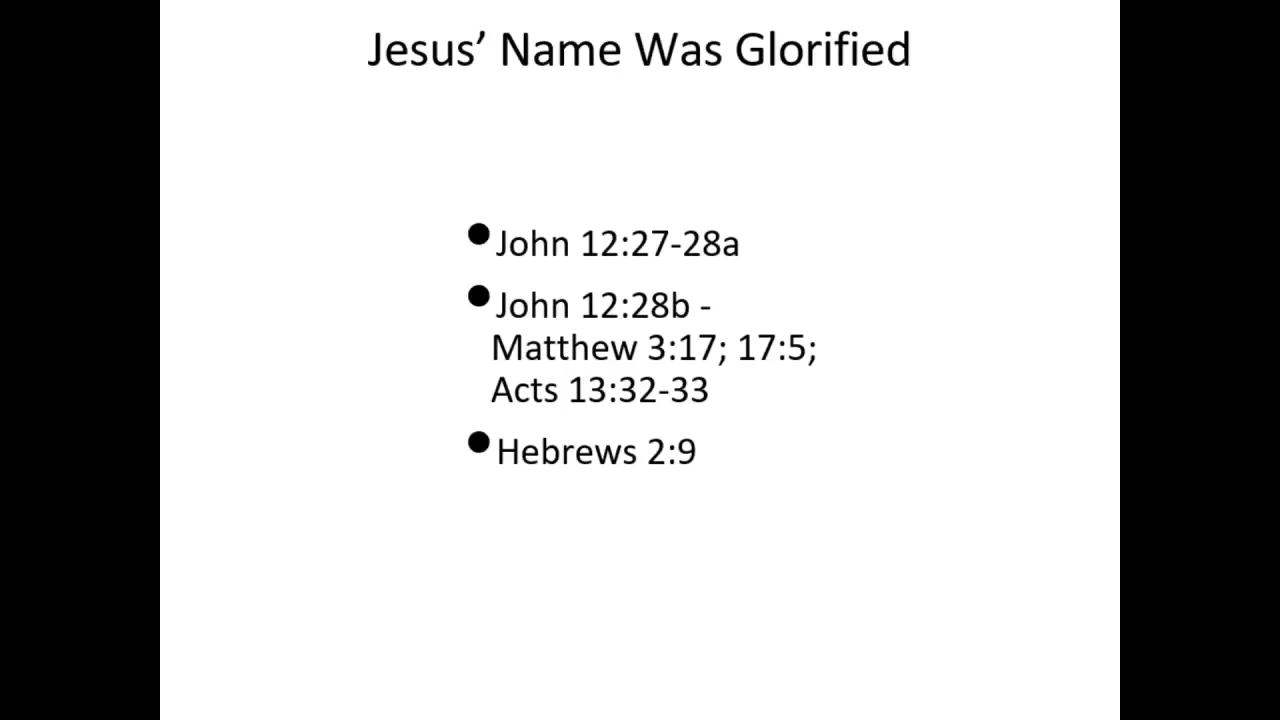 Jesus’ Name Was Glorified
● John 12:27-28a
● John 12:28b -
Matthew 3:17; 17:5;
Acts 13:32-33
● Hebrews 2:9